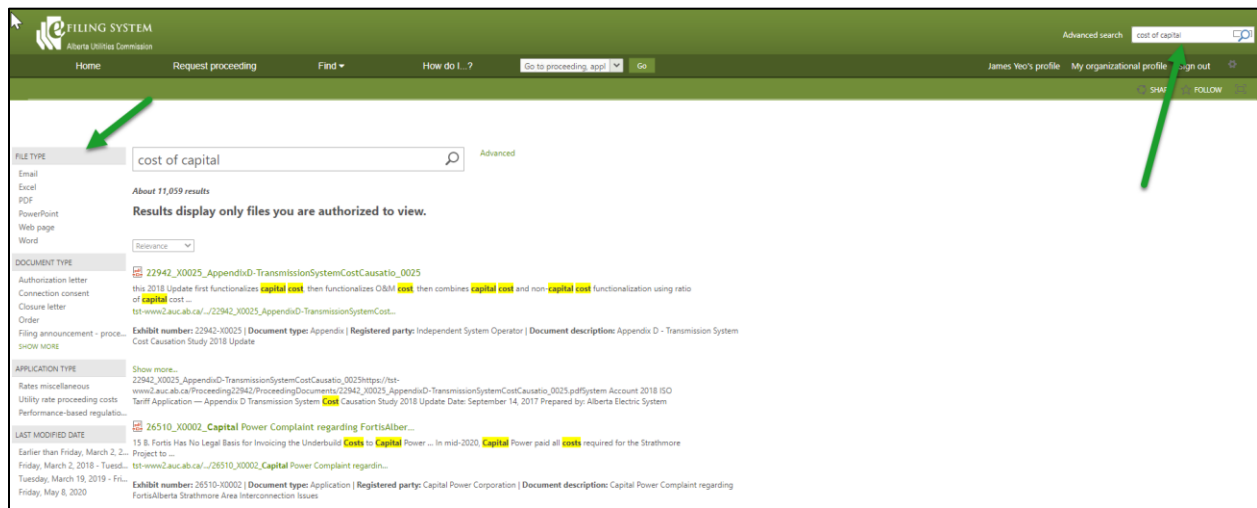 eFILING SYSTEM
Alberta Utilities Commission
Advanced search
cost of capital
Home
Request proceeding
Find
How do I...?
Go to proceeding, appl
Go
James Yeo's profile
My organizational profile
ign out
SHAR
FOLLOW
FILE TYPE
Email
Excel
PDF
PowerPoint
Web page
Word
DOCUMENT TYPE
Authorization letter
Connection consent
Closure letter
Order
Filing announcement - proce...
SHOW MORE
APPLICATION TYPE
Rates miscellaneous
Utility rate proceeding costs
Performance-based regulatio...
LAST MODIFIED DATE
Earlier than Friday, March 2, 2...
Friday, March 2, 2018 - Tuesd...
Tuesday, March 19, 2019 - Fri...
Friday, May 8, 2020
cost of capital
Advanced
About 11,059 results
Results display only files you are authorized to view.
Relevance
22942_X0025_AppendixD-TransmissionSystemCostCausatio_0025
this 2018 Update first functionalizes capital cost, then functionalizes O&M cost, then combines capital cost and non-capital cost functionalization using ratio
of capital cost ...
tst-www2.auc.ab.ca/.../22942_X0025_AppendixD-TransmissionSystemCost...
Exhibit number: 22942-X0025 | Document type: Appendix | Registered party: Independent System Operator | Document description: Appendix D - Transmission System
Cost Causation Study 2018 Update
Show more...
22942_X0025_AppendixD-TransmissionSystemCostCausatio_0025https://tst-
www2.auc.ab.ca/Proceeding22942/ProceedingDocuments/22942_X0025_AppendixD-TransmissionSystemCostCausatio_0025.pdfSystem Account 2018 ISO
Tariff Application — Appendix D Transmission System Cost Causation Study 2018 Update Date: September 14, 2017 Prepared by: Alberta Electric System
26510_X0002_Capital Power Complaint regarding FortisAlber...
15 8. Fortis Has No Legal Basis for Invoicing the Underbuild Costs to Capital Power ... In mid-2020, Capital Power paid all costs required for the Strathmore
Project to ...
tst-www2.auc.ab.ca/.../26510_X0002_Capital Power Complaint regardin...
Exhibit number: 26510-X0002 | Document type: Application | Registered party: Capital Power Corporation | Document description: Capital Power Complaint regarding
FortisAlberta Strathmore Area Interconnection Issues